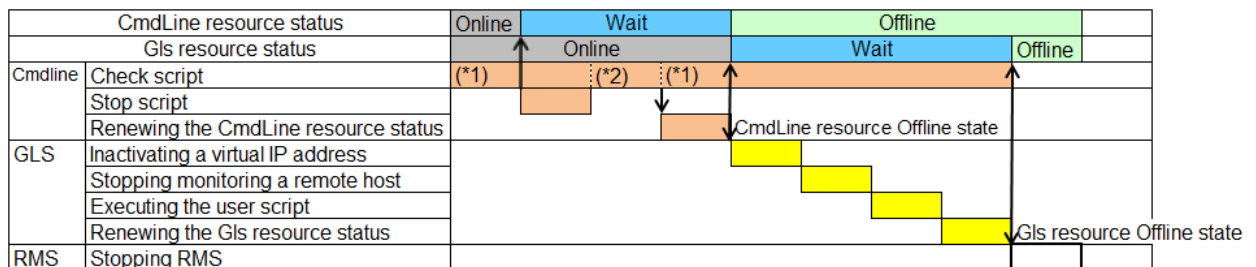 CmdLine resource status Online Wait Offline
Gls resource status Online Wait Offline
Cmdline Check script (*1) (*2) (*1)
Stop script
Renewing the CmdLine resource status CmdLine resource Offline state
GLS Inactivating a virtual IP address
Stopping monitoring a remote host
Executing the user script
Renewing the Gls resource status Gls resource Offline state
RMS Stopping RMS